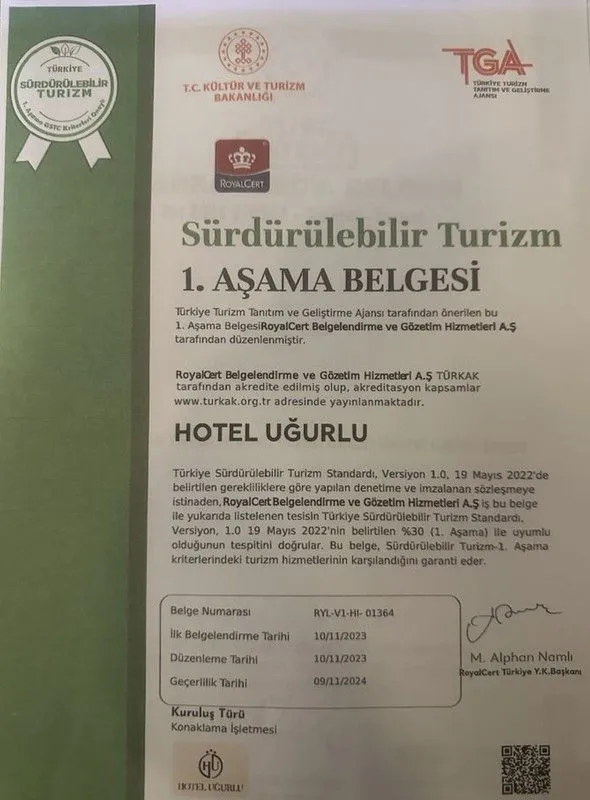 TÜRKİYE
SÜRDÜRÜLEBİLİR
TURİZM
1. Aşama GSTC Kriterleri Onaylı
T.C. KÜLTÜR VE TURİZM
BAKANLIĞI
TGA
TÜRKİYE TURİZM
TANITIM VE GELİŞTİRME
AJANSI
ROYALCERT
Sürdürülebilir Turizm
1. AŞAMA BELGESİ
Türkiye Turizm Tanıtım ve Geliştirme Ajansı tarafından önerilen bu
1. Aşama BelgesiRoyalCert Belgelendirme ve Gözetim Hizmetleri A.Ş
tarafından düzenlenmiştir.
RoyalCert Belgelendirme ve Gözetim Hizmetleri A.Ş TÜRKAK
tarafından akredite edilmiş olup, akreditasyon kapsamlar
www.turkak.org.tr adresinde yayınlanmaktadır.
HOTEL UĞURLU
Türkiye Sürdürülebilir Turizm Standardı, Versiyon 1.0, 19 Mayıs 2022'de
belirtilen gerekliliklere göre yapılan denetime ve imzalanan sözleşmeye
istinaden, RoyalCert Belgelendirme ve Gözetim Hizmetleri A.Ş iş bu belge
ile yukarıda listelenen tesisin Türkiye Sürdürülebilir Turizm Standardı,
Versiyon, 1.0 19 Mayıs 2022'nin belirtilen %30 (1. Aşama) ile uyumlu
olduğunun tespitini doğrular. Bu belge, Sürdürülebilir Turizm-1. Aşama
kriterlerindeki turizm hizmetlerinin karşılandığını garanti eder.
Belge Numarası RYL-V1-HI- 01364
İlk Belgelendirme Tarihi 10/11/2023
Düzenleme Tarihi 10/11/2023
Geçerlilik Tarihi 09/11/2024
M. Alphan Namlı
RoyalCert Türkiye Y.K.Başkanı
Kuruluş Türü
Konaklama İşletmesi
HU
HOTEL UĞURLU